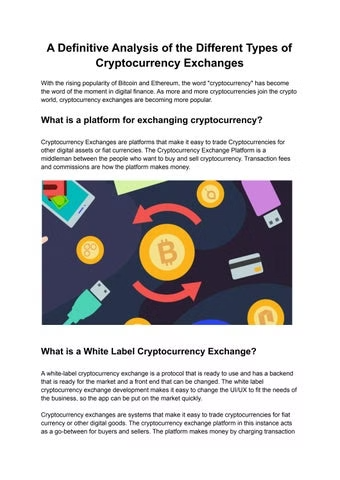 A Definitive Analysis of the Different Types of
Cryptocurrency Exchanges
With the rising popularity of Bitcoin and Ethereum, the word "cryptocurrency" has become
the word of the moment in digital finance. As more and more cryptocurrencies join the crypto
world, cryptocurrency exchanges are becoming more popular.
What is a platform for exchanging cryptocurrency?
Cryptocurrency Exchanges are platforms that make it easy to trade Cryptocurrencies for
other digital assets or fiat currencies. The Cryptocurrency Exchange Platform is a
middleman between the people who want to buy and sell cryptocurrency. Transaction fees
and commissions are how the platform makes money.
What is a White Label Cryptocurrency Exchange?
A white-label cryptocurrency exchange is a protocol that is ready to use and has a backend
that is ready for the market and a front end that can be changed. The white label
cryptocurrency exchange development makes it easy to change the UI/UX to fit the needs of
the business, so the app can be put on the market quickly.
Cryptocurrency exchanges are systems that make it easy to trade cryptocurrencies for fiat
currency or other digital goods. The cryptocurrency exchange platform in this instance acts
as a go-between for buyers and sellers. The platform makes money by charging transaction